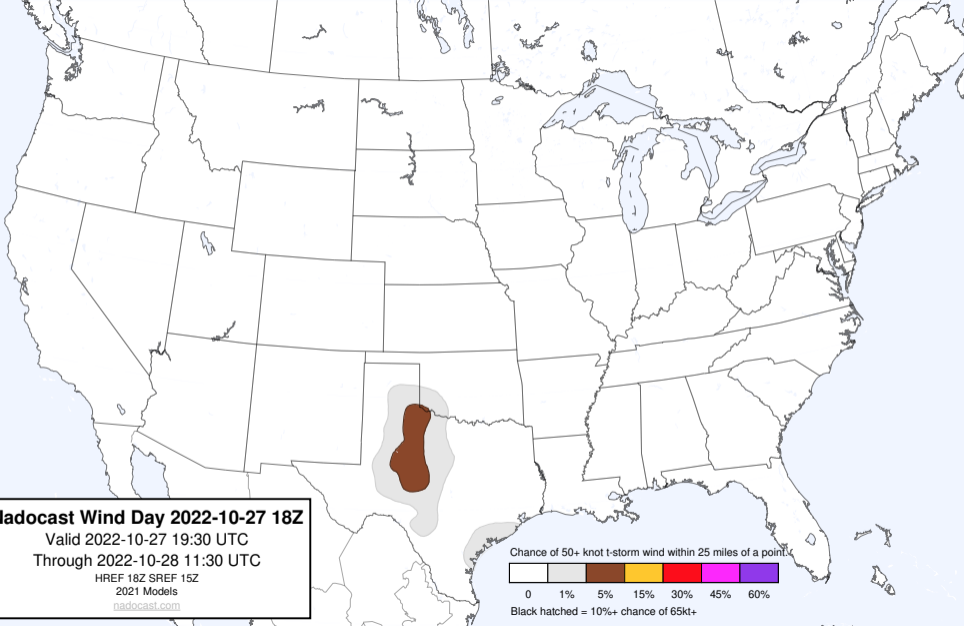 Nadocast Wind Day 2022-10-27 18Z
Valid 2022-10-27 19:30 UTC
Through 2022-10-28 11:30 UTC
HREF 18Z SREF 15Z
2021 Models
nadocast.com
Chance of 50+ knot t-storm wind within 25 miles of a point.
0 1% 5% 15% 30% 45% 60%
Black hatched = 10%+ chance of 65kt+